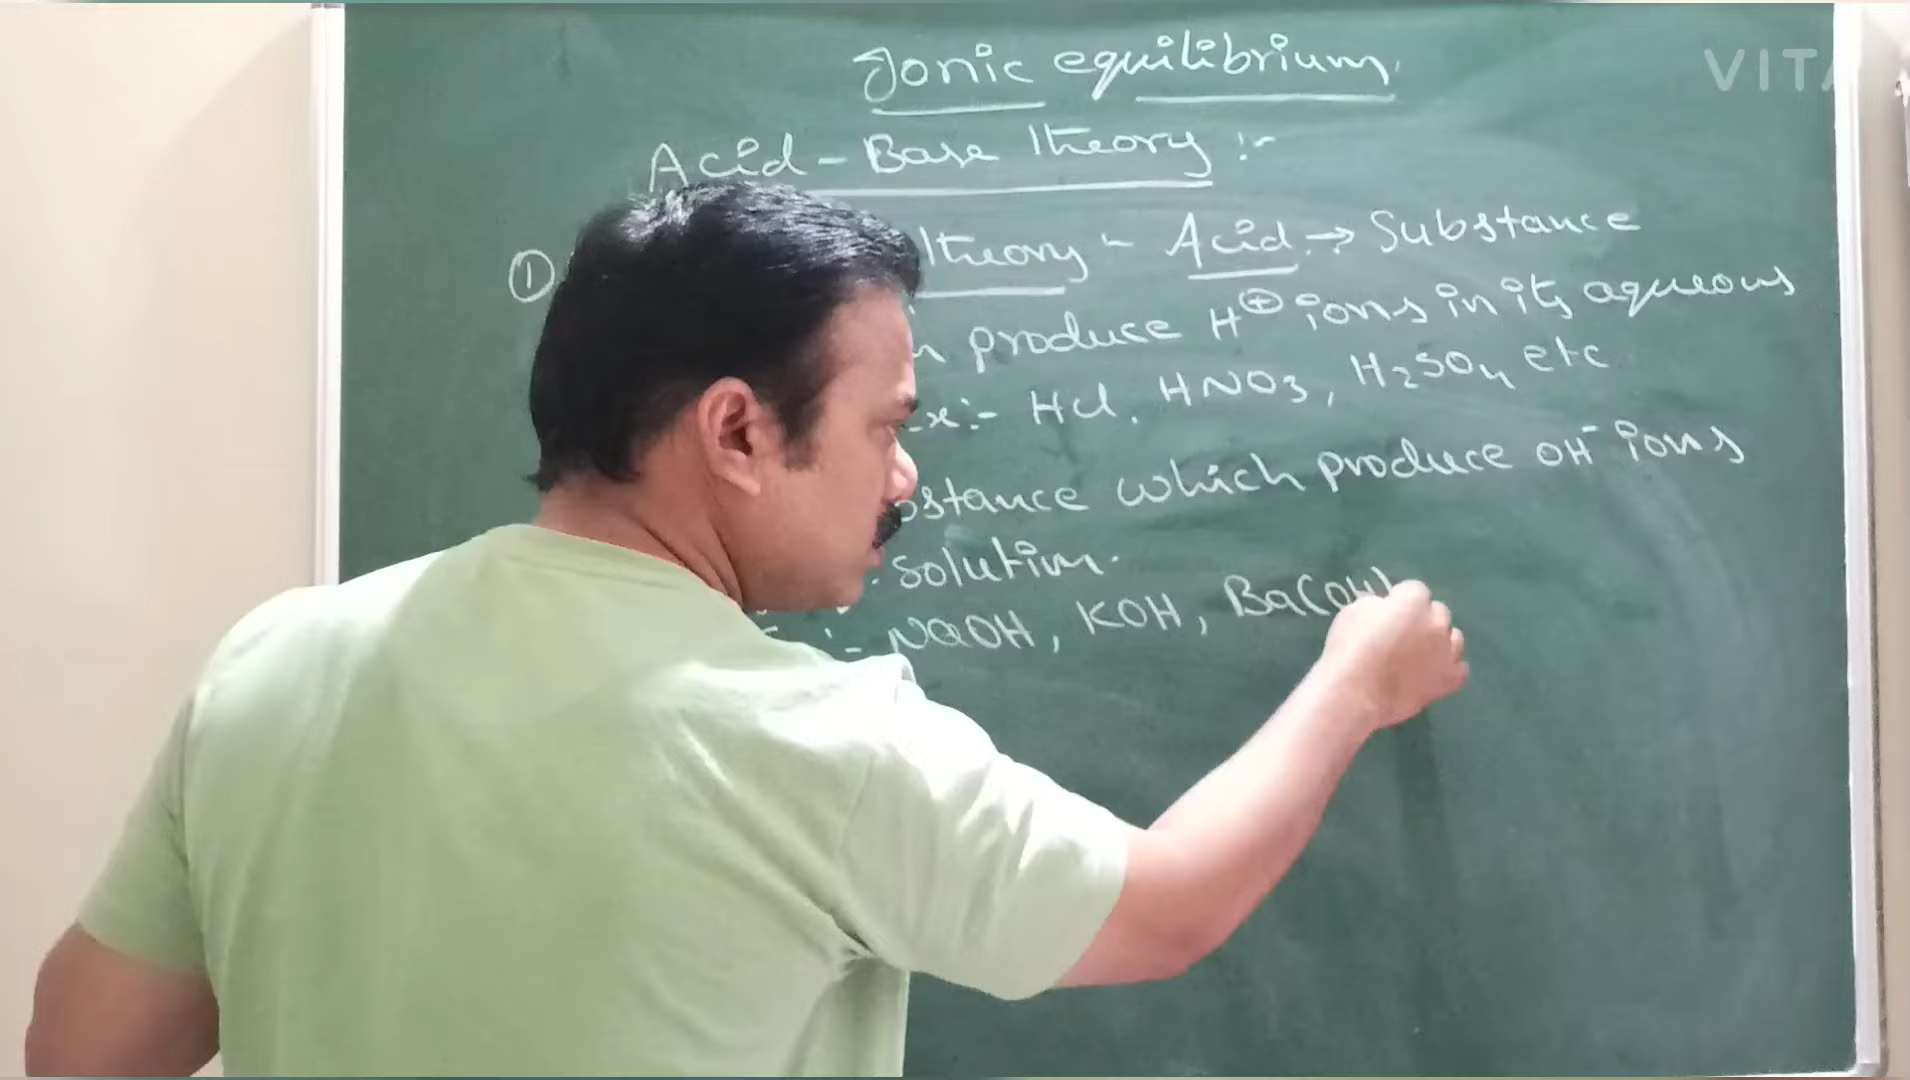 Ionic equilibrium.
VITA
Acid - Base Theory :-
① Theory - Acid → Substance
produce H⊕ ions in its aqueous
x:- HCl, HNO3, H2SO4 etc
stance which produce OH- ions
solution.
:- NaOH, KOH, Ba(OH)